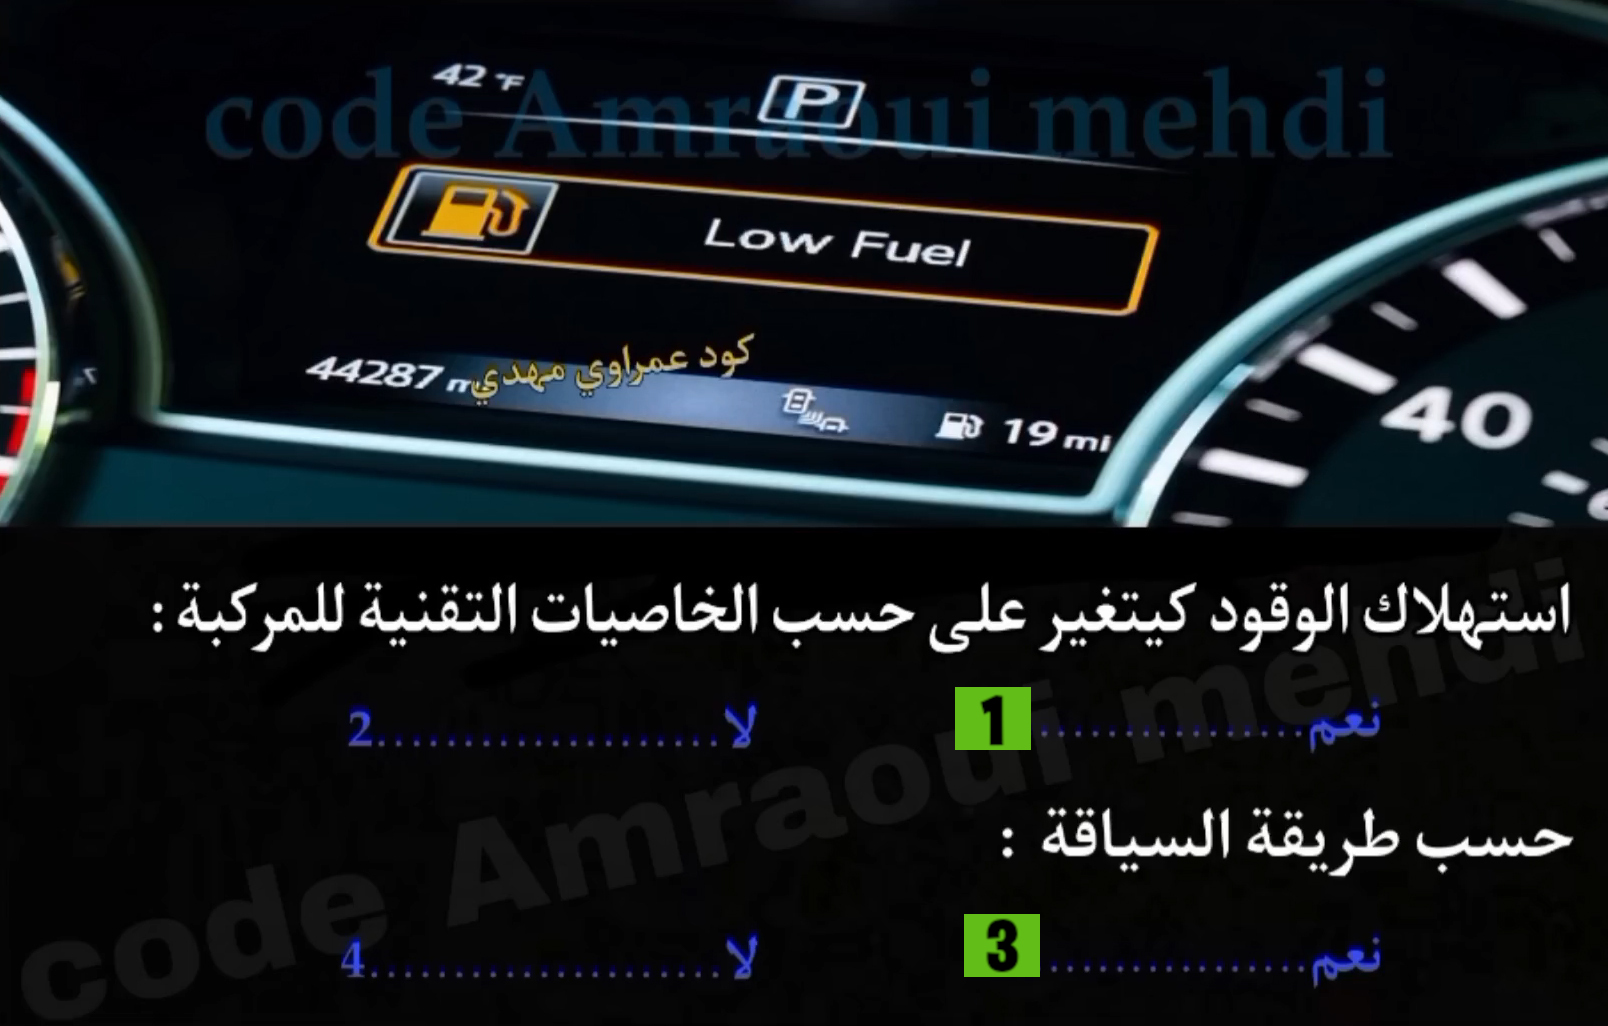 42 °F
P
code Amraoui mehdi
Low Fuel
كود عمراوي مهدي
44287 m
19 mi
40
استهلاك الوقود كيتغير على حسب الخاصيات التقنية للمركبة :
نعم................1 لا....................2
حسب طريقة السياقة :
نعم................3 لا....................4
code Amraoui mehdi